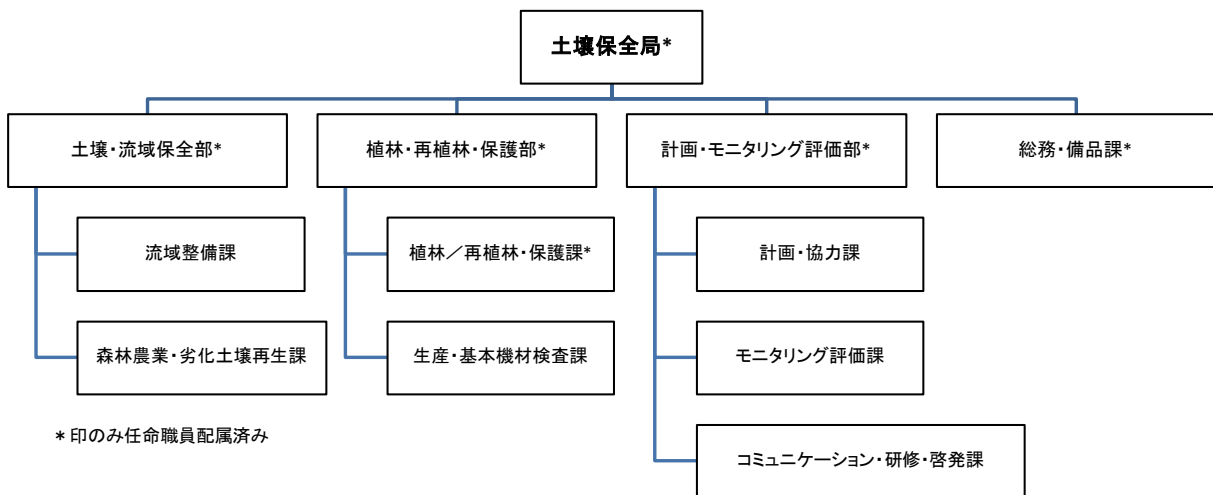 土壌保全局*
土壌・流域保全部*
植林・再植林・保護部*
計画・モニタリング評価部*
総務・備品課*
流域整備課
植林／再植林・保護課*
計画・協力課
森林農業・劣化土壌再生課
生産・基本機材検査課
モニタリング評価課
* 印のみ任命職員配属済み
コミュニケーション・研修・啓発課